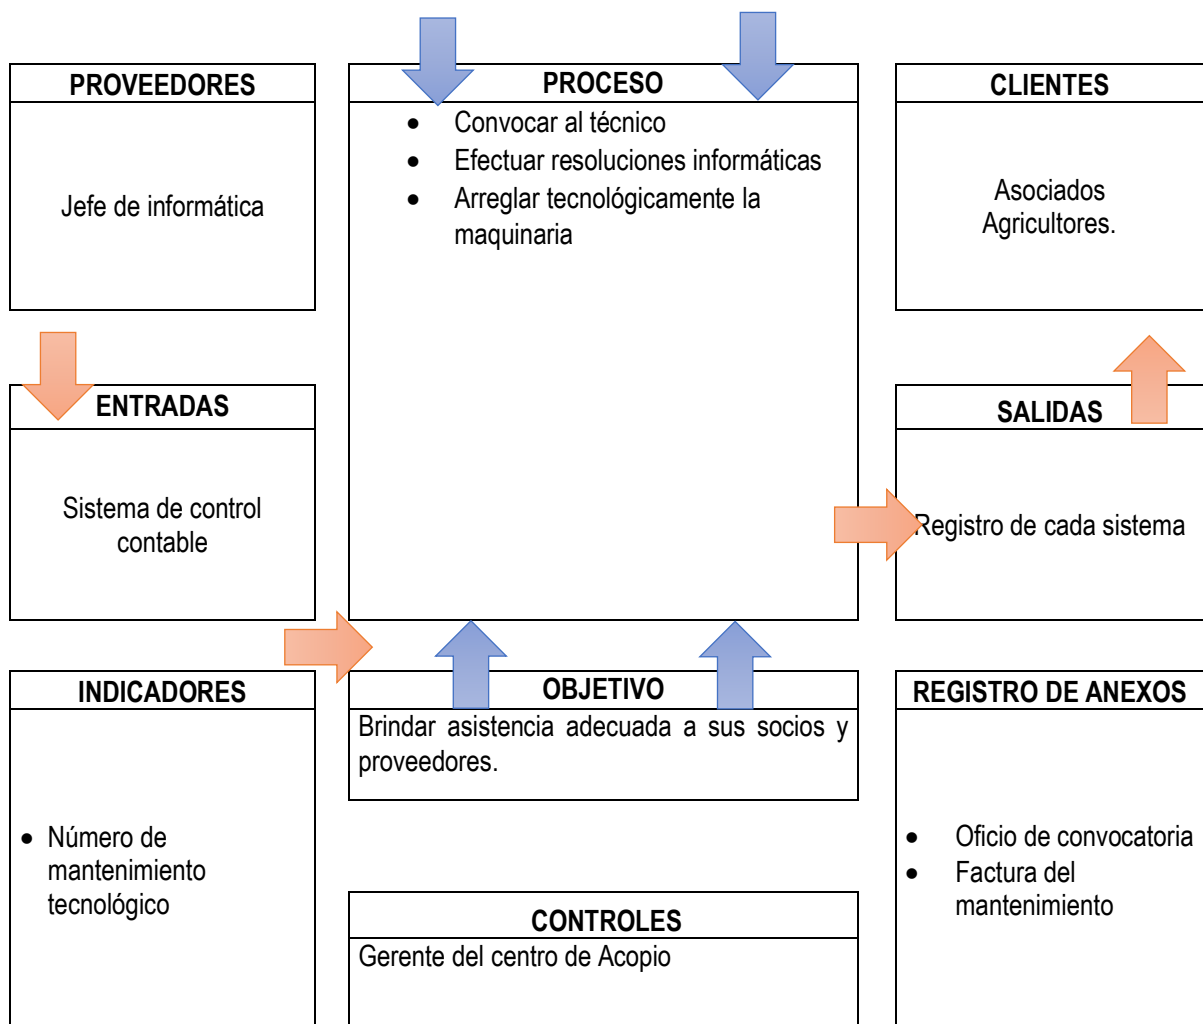 PROVEEDORES
Jefe de informática
PROCESO
• Convocar al técnico
• Efectuar resoluciones informáticas
• Arreglar tecnológicamente la
maquinaria
CLIENTES
Asociados
Agricultores.
ENTRADAS
Sistema de control
contable
SALIDAS
Registro de cada sistema
INDICADORES
• Número de
mantenimiento
tecnológico
OBJETIVO
Brindar asistencia adecuada a sus socios y
proveedores.
CONTROLES
Gerente del centro de Acopio
REGISTRO DE ANEXOS
• Oficio de convocatoria
• Factura del
mantenimiento